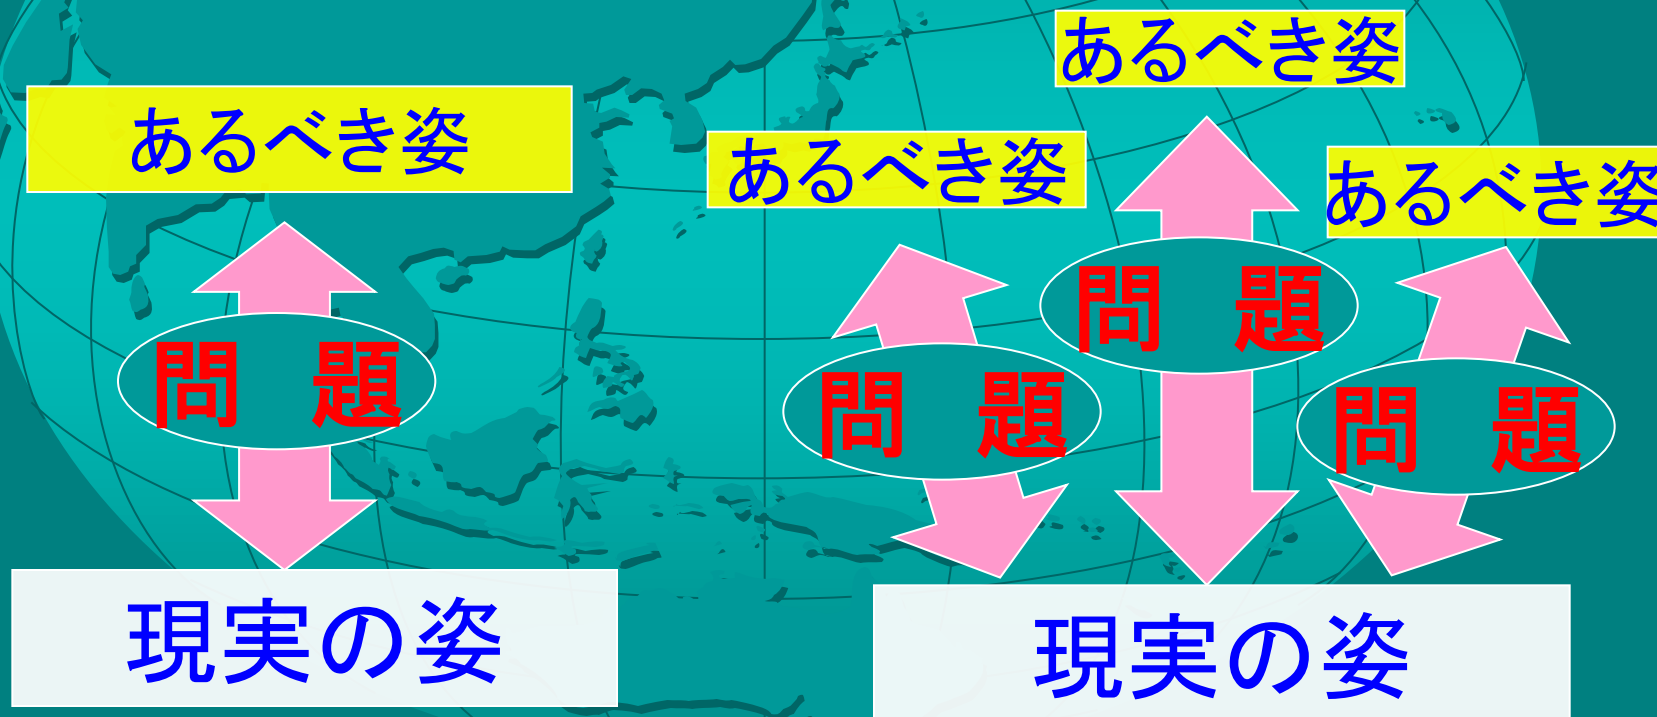 あるべき姿
問 題
現実の姿
あるべき姿
あるべき姿
あるべき姿
問 題
問 題
問 題
現実の姿